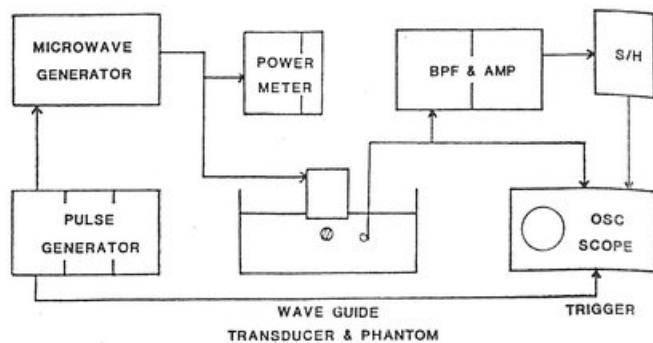 MICROWAVE
GENERATOR
POWER
METER
BPF & AMP
S/H
PULSE
GENERATOR
OSC
SCOPE
WAVE GUIDE
TRIGGER
TRANSDUCER & PHANTOM